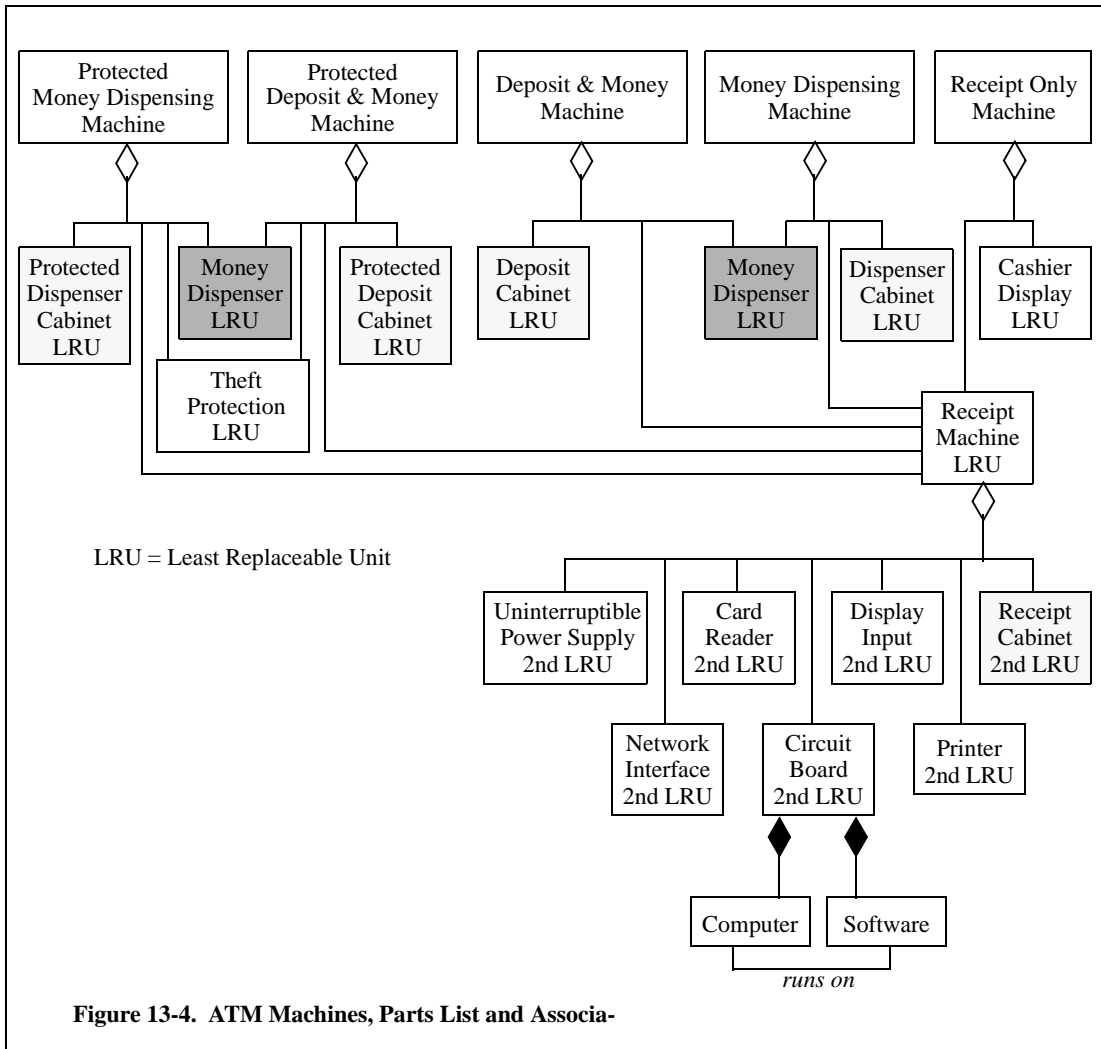 Protected
Money Dispensing
Machine
Protected
Deposit & Money
Machine
Deposit & Money
Machine
Money Dispensing
Machine
Receipt Only
Machine
Protected
Dispenser
Cabinet
LRU
Money
Dispenser
LRU
Protected
Deposit
Cabinet
LRU
Deposit
Cabinet
LRU
Money
Dispenser
LRU
Dispenser
Cabinet
LRU
Cashier
Display
LRU
Theft
Protection
LRU
Receipt
Machine
LRU
LRU = Least Replaceable Unit
Uninterruptible
Power Supply
2nd LRU
Card
Reader
2nd LRU
Display
Input
2nd LRU
Receipt
Cabinet
2nd LRU
Network
Interface
2nd LRU
Circuit
Board
2nd LRU
Printer
2nd LRU
Computer
Software
runs on
Figure 13-4. ATM Machines, Parts List and Associa-